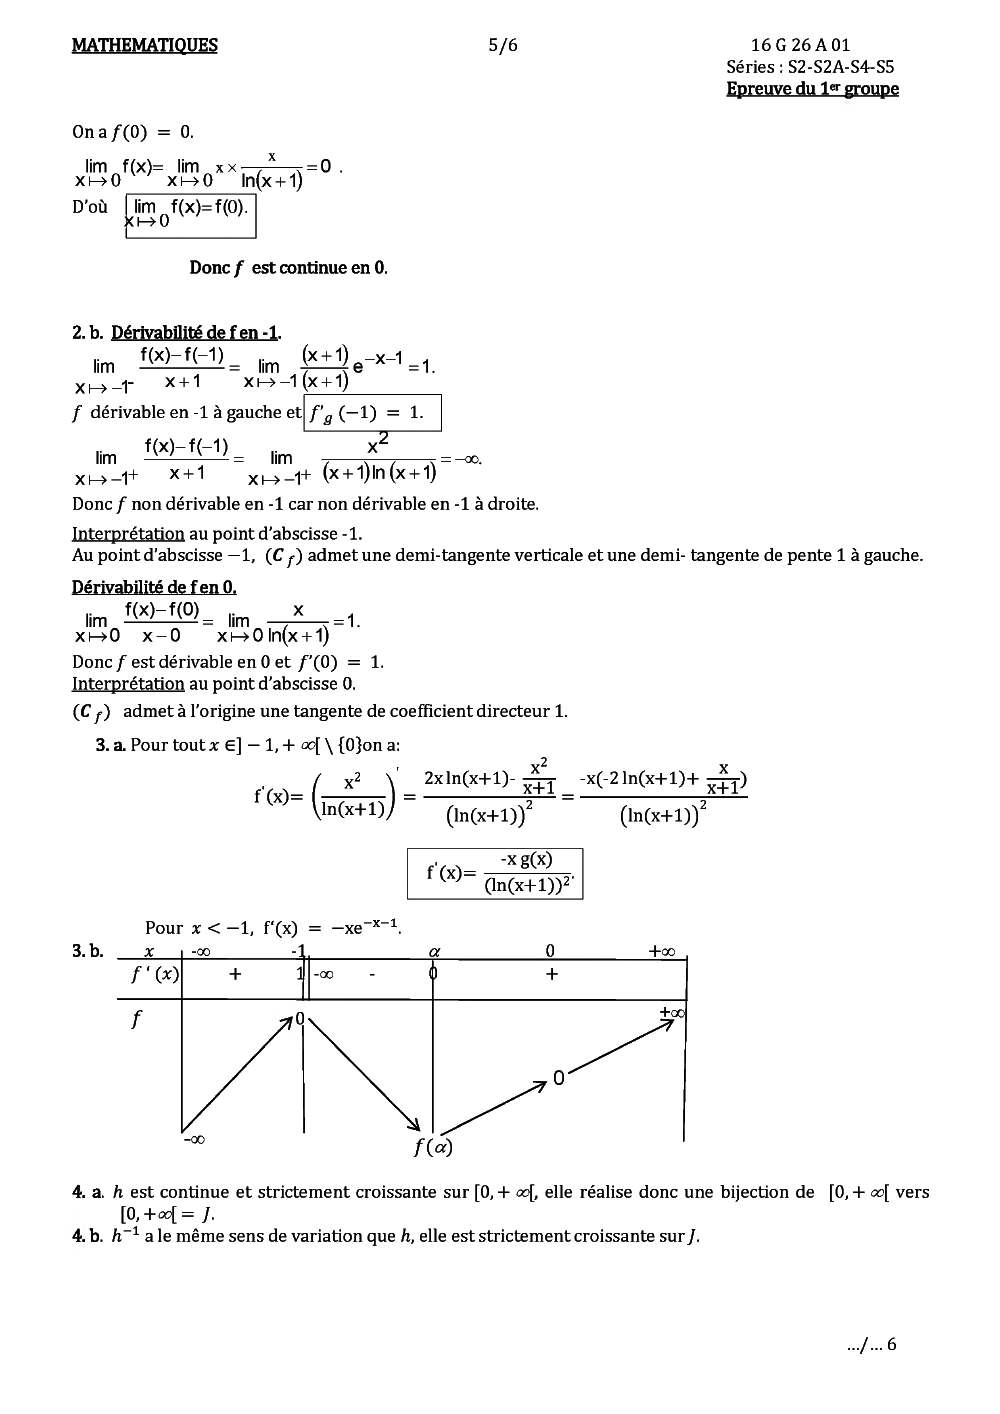 MATHEMATIQUES 5/6 16 G 26 A 01
Séries : S2-S2A-S4-S5
Epreuve du 1er groupe
On a f(0) = 0.
lim x↦0 f(x)= lim x↦0 x × x/ln(x+1) = 0 .
D'où lim x↦0 f(x)=f(0).
Donc f est continue en 0.
2. b. Dérivabilité de f en -1.
lim x↦−1⁻ (f(x)−f(−1))/(x+1) = lim x↦−1 ((x+1)/(x+1)) e^(−x−1) = 1.
f dérivable en -1 à gauche et f'g (−1) = 1.
lim x↦−1⁺ (f(x)−f(−1))/(x+1) = lim x↦−1⁺ x²/((x+1)ln(x+1)) = −∞.
Donc f non dérivable en -1 car non dérivable en -1 à droite.
Interprétation au point d'abscisse -1.
Au point d'abscisse −1, (C f) admet une demi-tangente verticale et une demi- tangente de pente 1 à gauche.
Dérivabilité de f en 0.
lim x↦0 (f(x)−f(0))/(x−0) = lim x↦0 x/ln(x+1) = 1.
Donc f est dérivable en 0 et f'(0) = 1.
Interprétation au point d'abscisse 0.
(C f) admet à l'origine une tangente de coefficient directeur 1.
3. a. Pour tout x ∈] − 1, + ∞[ \ {0}on a:
f'(x)= (x²/ln(x+1))' = (2x ln(x+1)- x²/(x+1))/(ln(x+1))² = (-x(-2 ln(x+1)+ x/(x+1)))/(ln(x+1))²
f'(x)= -x g(x)/(ln(x+1))².
Pour x < −1, f'(x) = −xe^(−x−1).
3. b. x -∞ -1 α 0 +∞
f ' (x) + 1 -∞ - 0 +
f 0 +∞
0
-∞ f(α)
4. a. h est continue et strictement croissante sur [0, + ∞[, elle réalise donc une bijection de [0, + ∞[ vers
[0, +∞[ = J.
4. b. h⁻¹ a le même sens de variation que h, elle est strictement croissante sur J.
.../... 6